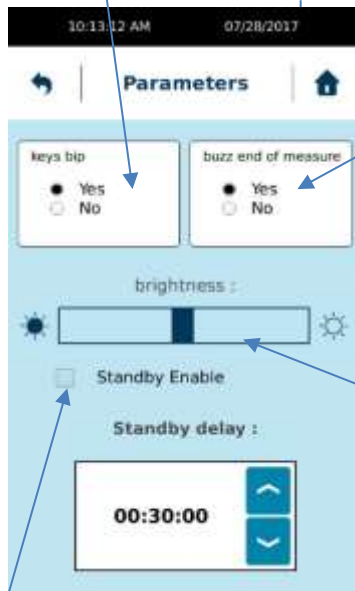 10:13:12 AM 07/28/2017
Parameters
keys bip
Yes
No
buzz end of measure
Yes
No
brightness :
Standby Enable
Standby delay :
00:30:00